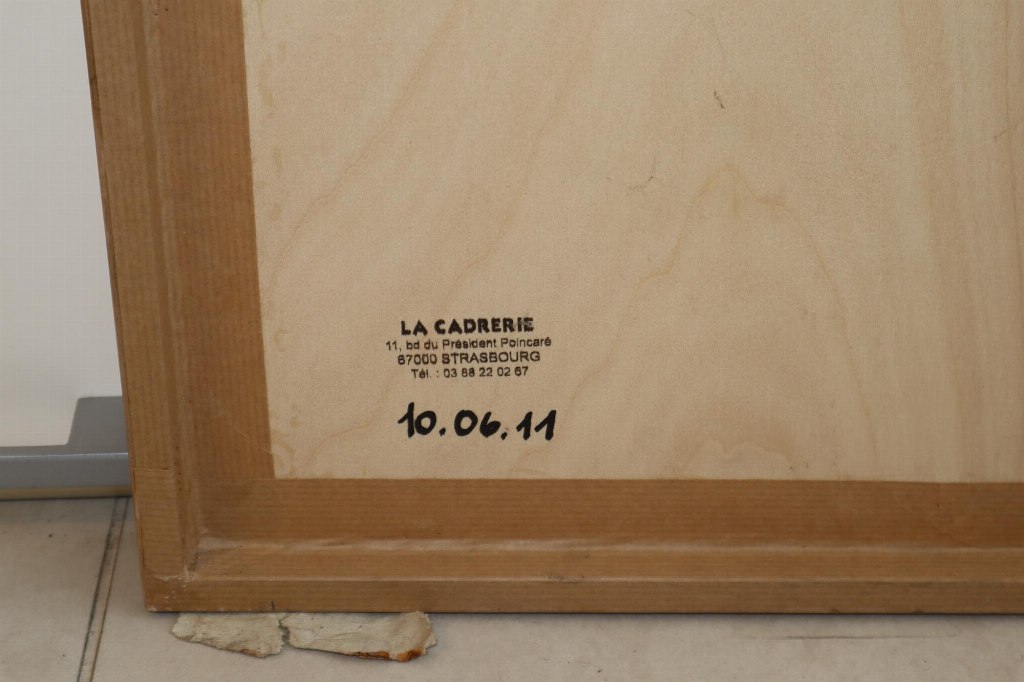 LA CADRERIE
11, bd du Président Poincaré
67000 STRASBOURG
Tél. : 03 88 22 02 67
10.06.11